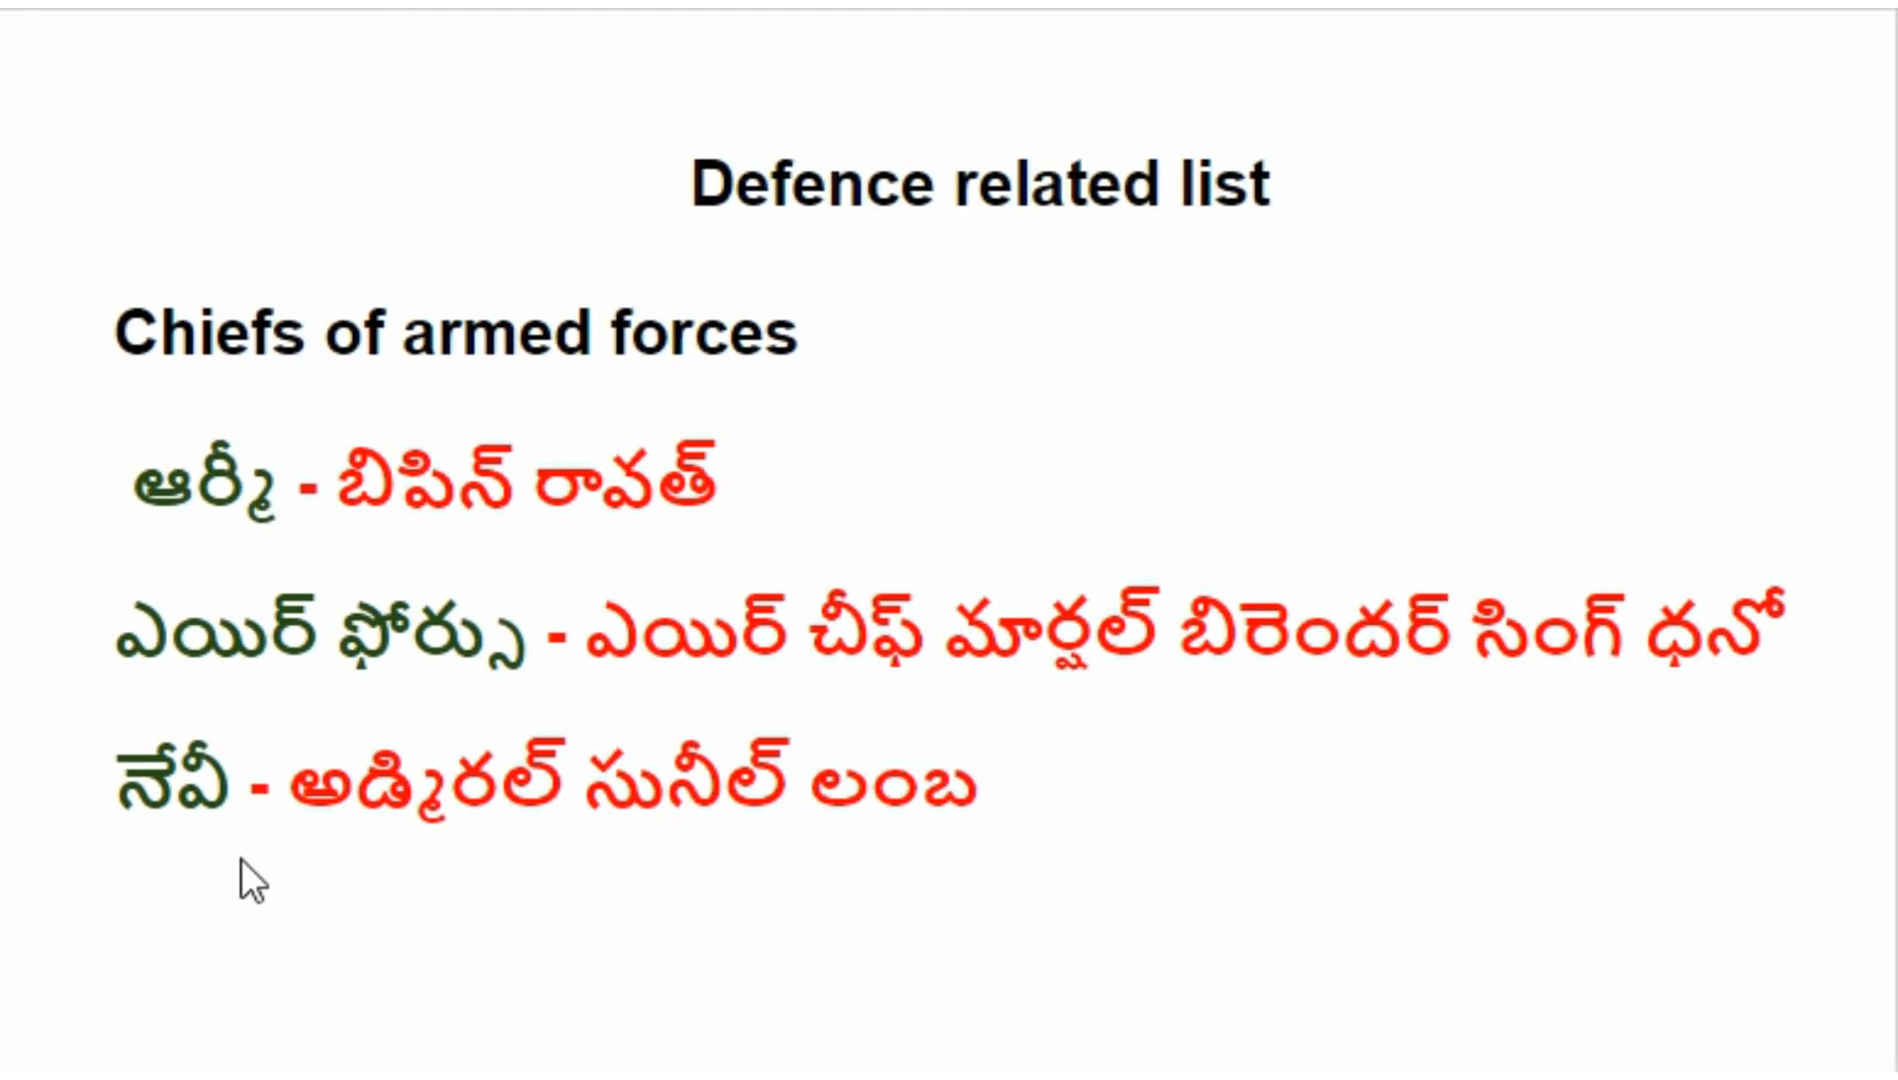 Defence related list
Chiefs of armed forces
ఆర్మీ - బిపిన్ రావత్
ఎయిర్ ఫోర్సు - ఎయిర్ చీఫ్ మార్షల్ బిరెందర్ సింగ్ ధనో
నేవీ - అడ్మిరల్ సునీల్ లంబ